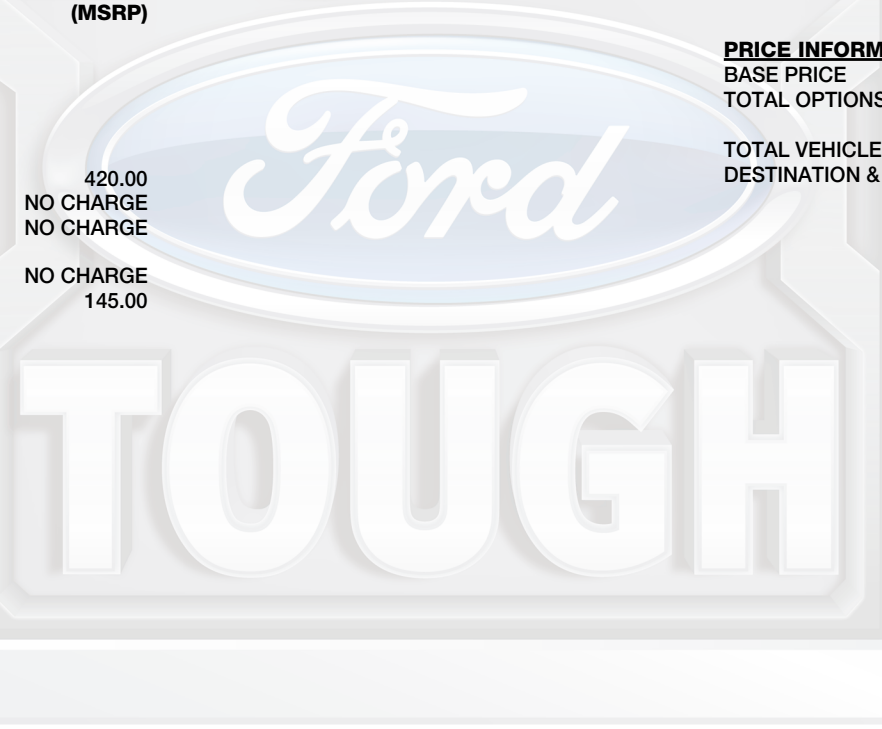 (MSRP)
420.00
NO CHARGE
NO CHARGE
NO CHARGE
145.00
PRICE INFORM
BASE PRICE
TOTAL OPTIONS
TOTAL VEHICLE
DESTINATION &
Ford
TOUGH